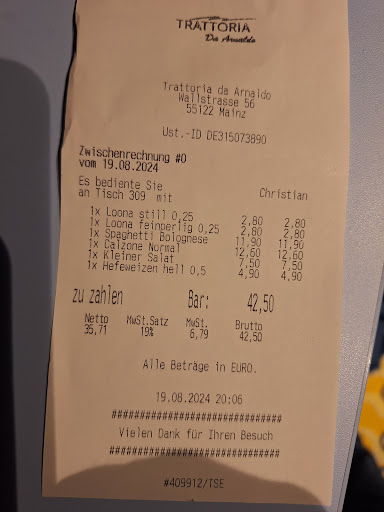 TRATTORIA
Da Arnaldo
Trattoria da Arnaldo
Wallstrasse 56
55122 Mainz
Ust.-ID DE315073890
Zwischenrechnung #0
vom 19.08.2024
Es bediente Sie Christian
an Tisch 309 mit
1x Loona still 0,25 2,80 2,80
1x Loona feinperlig 0,25 2,80 2,80
1x Spaghetti Bolognese 11,90 11,90
1x Calzone Normal 12,60 12,60
1x Kleiner Salat 7,50 7,50
1x Hefeweizen hell 0,5 4,90 4,90
zu zahlen Bar: 42,50
Netto MwSt.Satz MwSt. Brutto
35,71 19% 6,79 42,50
Alle Beträge in EURO.
19.08.2024 20:06
##############################
Vielen Dank für Ihren Besuch
##############################
#409912/TSE